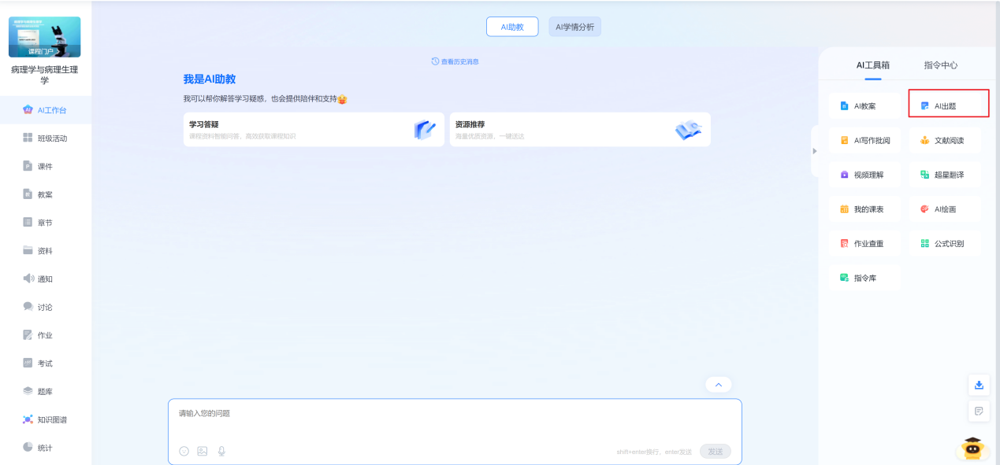 课程门户 >
病理学与病理生理
学
AI工作台
班级活动
课件
教案
章节
资料
通知
讨论
作业
考试
题库
知识图谱
统计
AI助教
AI学情分析
查看历史消息
我是AI助教
我可以帮你解答学习疑惑，也会提供陪伴和支持
学习答疑
课程资料智能问答，高效获取课程知识
资源推荐
海量优质资源，一键送达
请输入您的问题
shift+enter换行，enter发送
发送
AI工具箱
指令中心
AI教案
AI出题
AI写作批阅
文献阅读
视频理解
超星翻译
我的课表
AI绘画
作业查重
公式识别
指令库